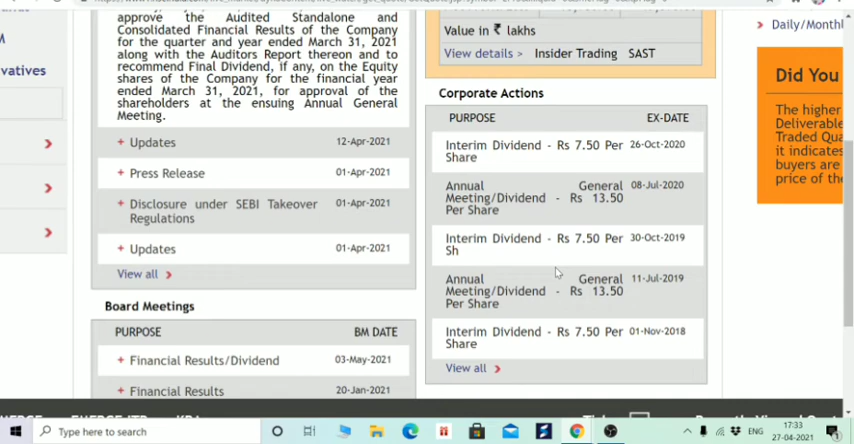 approve the Audited Standalone and
Consolidated Financial Results of the Company
for the quarter and year ended March 31, 2021
along with the Auditors Report thereon and to
recommend Final Dividend, if any, on the Equity
shares of the Company for the financial year
ended March 31, 2021, for approval of the
shareholders at the ensuing Annual General
Meeting.
+ Updates 12-Apr-2021
+ Press Release 01-Apr-2021
+ Disclosure under SEBI Takeover 01-Apr-2021
Regulations
+ Updates 01-Apr-2021
View all >
Board Meetings
PURPOSE BM DATE
+ Financial Results/Dividend 03-May-2021
+ Financial Results 20-Jan-2021
Value in ₹ lakhs
View details > Insider Trading SAST
Corporate Actions
PURPOSE EX-DATE
Interim Dividend - Rs 7.50 Per 26-Oct-2020
Share
Annual General 08-Jul-2020
Meeting/Dividend - Rs 13.50
Per Share
Interim Dividend - Rs 7.50 Per 30-Oct-2019
Sh
Annual General 11-Jul-2019
Meeting/Dividend - Rs 13.50
Per Share
Interim Dividend - Rs 7.50 Per 01-Nov-2018
Share
View all >
> Daily/Monthl
Did You
The higher
Deliverable
Traded Qua
it indicates
buyers are
price of the
vatives
Type here to search
ENG
17:33
27-04-2021